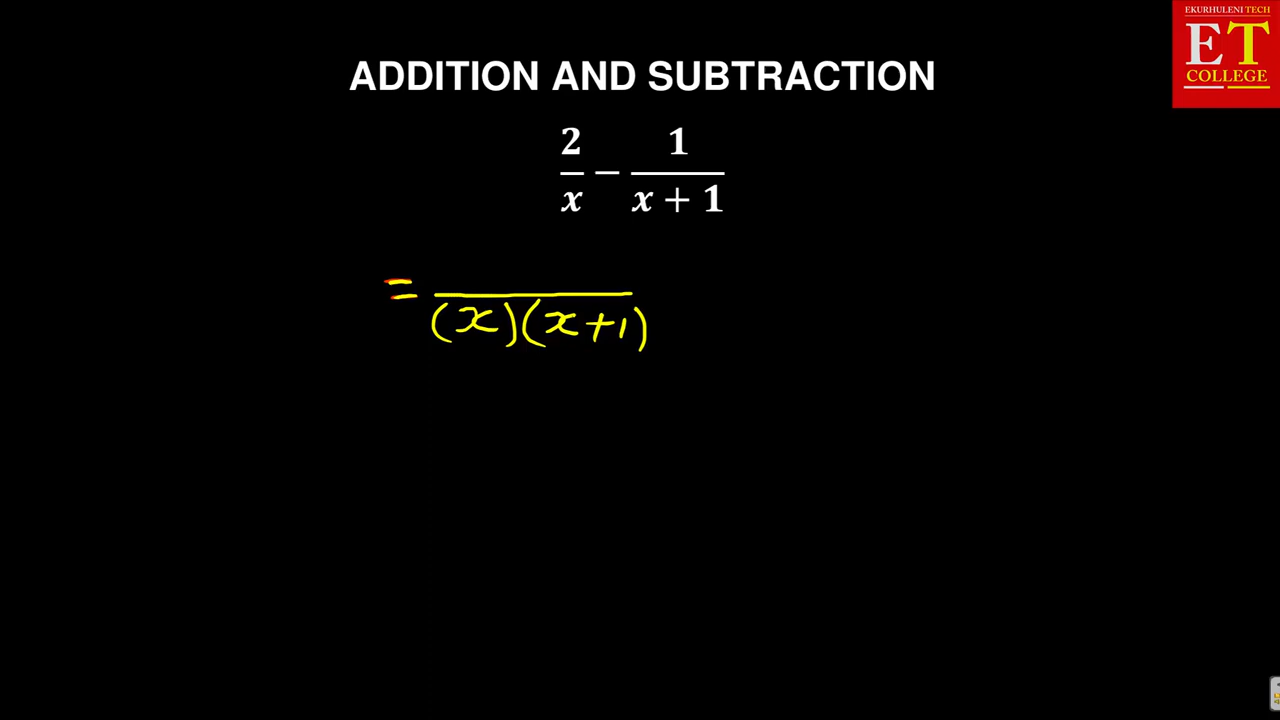 EKURHULENI TECH
ET
COLLEGE
ADDITION AND SUBTRACTION
2/x − 1/(x + 1)
= 
(x)(x+1)